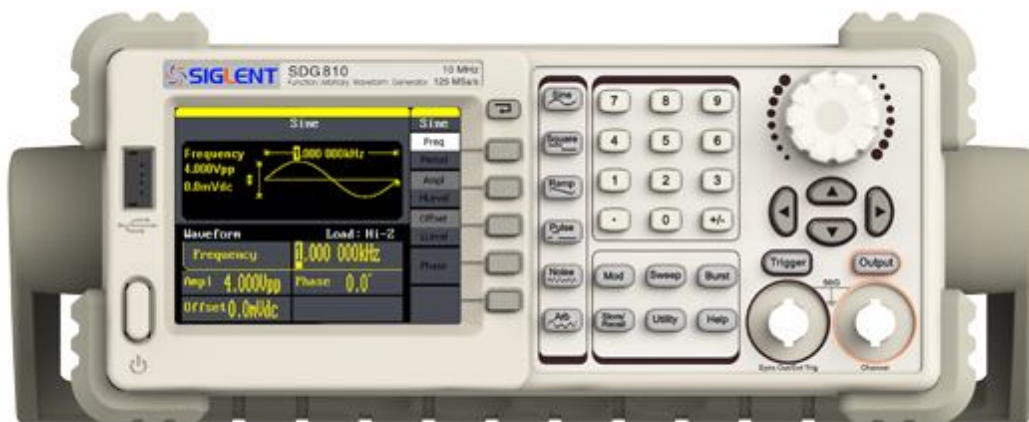 SIGLENT SDG810 10 MHz
Function Arbitrary Waveform Generator 125 MSa/s
Sine Sine
Freq
Frequency 1.000 000kHz
Period
4.000Vpp
Ampl
0.0mVdc
HLevel
Offset
Waveform Load: Hi-Z
LLevel
Frequency 1.000 000kHz
Phase
Ampl 4.000Vpp Phase 0.0°
Offset 0.0mVdc
Sine
Square
Ramp
Pulse
Noise
Arb
7 8 9
4 5 6
1 2 3
. 0 +/-
Mod Sweep Burst
Store/
Recall
Utility Help
Trigger Output
50Ω
Sync Out/Ext Trig Channel